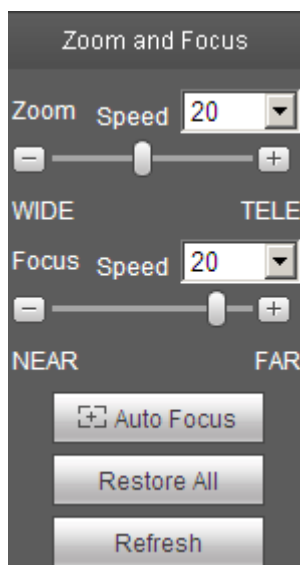 Zoom and Focus
Zoom Speed 20
WIDE TELE
Focus Speed 20
NEAR FAR
Auto Focus
Restore All
Refresh